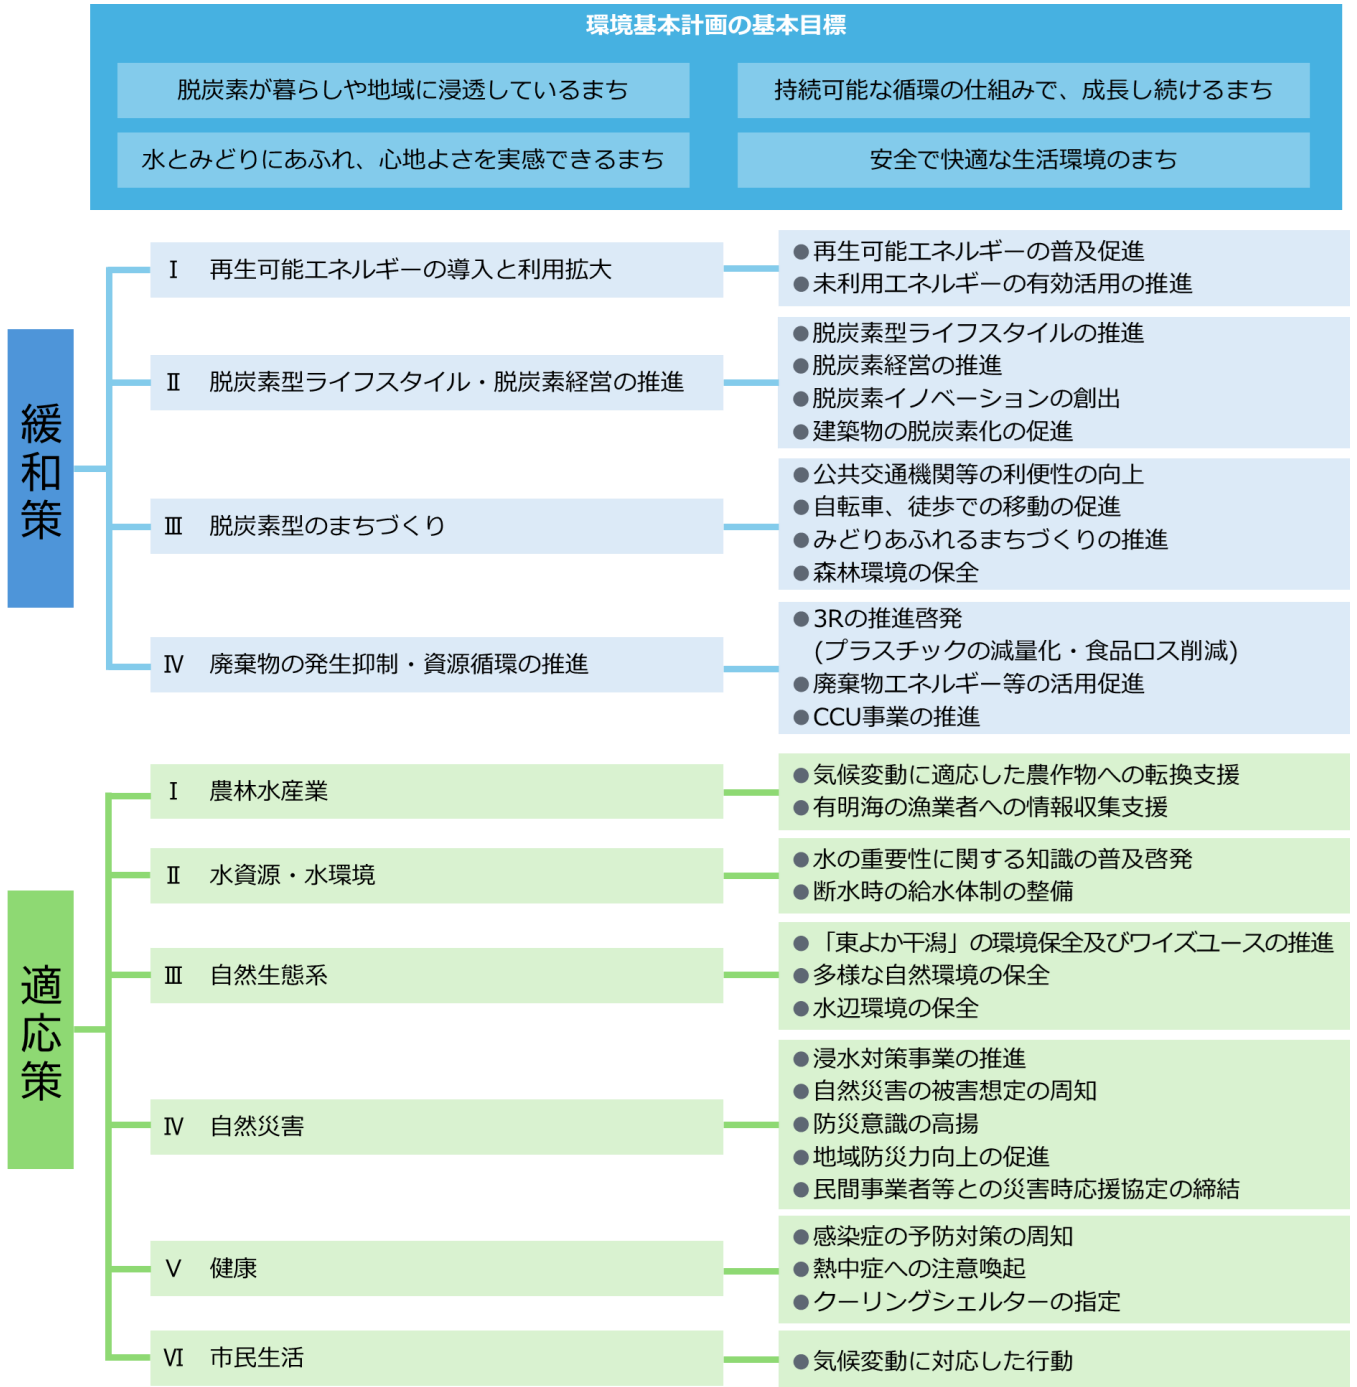 環境基本計画の基本目標
脱炭素が暮らしや地域に浸透しているまち
持続可能な循環の仕組みで、成長し続けるまち
水とみどりにあふれ、心地よさを実感できるまち
安全で快適な生活環境のまち
緩和策
Ⅰ 再生可能エネルギーの導入と利用拡大
●再生可能エネルギーの普及促進
●未利用エネルギーの有効活用の推進
Ⅱ 脱炭素型ライフスタイル・脱炭素経営の推進
●脱炭素型ライフスタイルの推進
●脱炭素経営の推進
●脱炭素イノベーションの創出
●建築物の脱炭素化の促進
Ⅲ 脱炭素型のまちづくり
●公共交通機関等の利便性の向上
●自転車、徒歩での移動の促進
●みどりあふれるまちづくりの推進
●森林環境の保全
Ⅳ 廃棄物の発生抑制・資源循環の推進
●3Rの推進啓発
(プラスチックの減量化・食品ロス削減)
●廃棄物エネルギー等の活用促進
●CCU事業の推進
適応策
Ⅰ 農林水産業
●気候変動に適応した農作物への転換支援
●有明海の漁業者への情報収集支援
Ⅱ 水資源・水環境
●水の重要性に関する知識の普及啓発
●断水時の給水体制の整備
Ⅲ 自然生態系
●「東よか干潟」の環境保全及びワイズユースの推進
●多様な自然環境の保全
●水辺環境の保全
Ⅳ 自然災害
●浸水対策事業の推進
●自然災害の被害想定の周知
●防災意識の高揚
●地域防災力向上の促進
●民間事業者等との災害時応援協定の締結
Ⅴ 健康
●感染症の予防対策の周知
●熱中症への注意喚起
●クーリングシェルターの指定
Ⅵ 市民生活
●気候変動に対応した行動